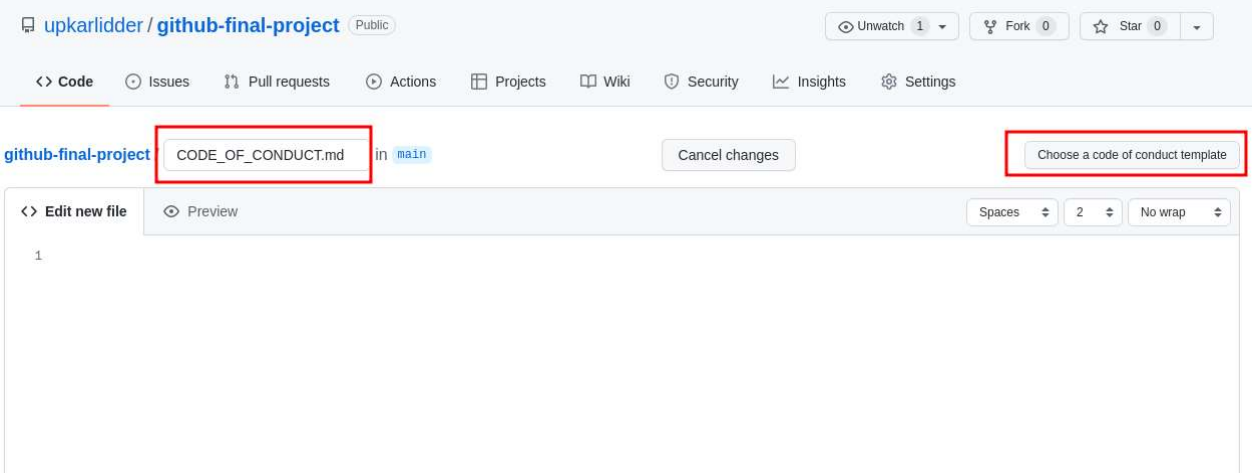 upkarlidder / github-final-project Public Unwatch 1 Fork 0 Star 0
<> Code Issues Pull requests Actions Projects Wiki Security Insights Settings
github-final-project / CODE_OF_CONDUCT.md in main Cancel changes Choose a code of conduct template
<> Edit new file Preview Spaces 2 No wrap
1